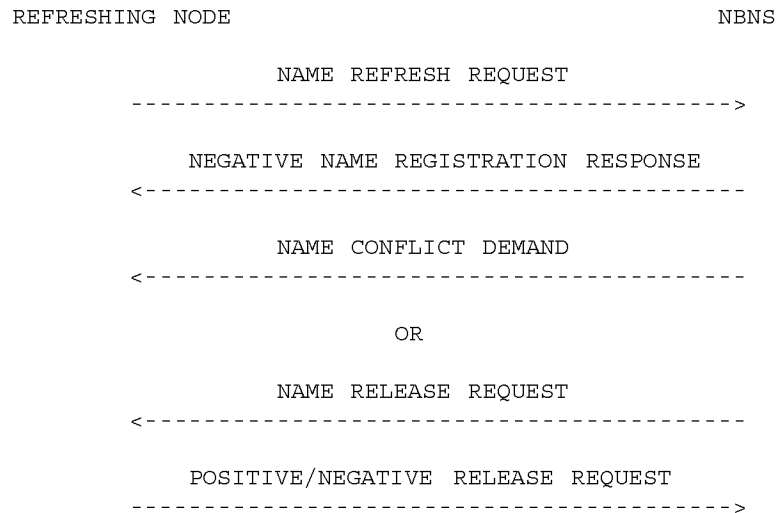 REFRESHING NODE NBNS
NAME REFRESH REQUEST
------------------------------------------>
NEGATIVE NAME REGISTRATION RESPONSE
<------------------------------------------
NAME CONFLICT DEMAND
<------------------------------------------
OR
NAME RELEASE REQUEST
<------------------------------------------
POSITIVE/NEGATIVE RELEASE REQUEST
------------------------------------------>